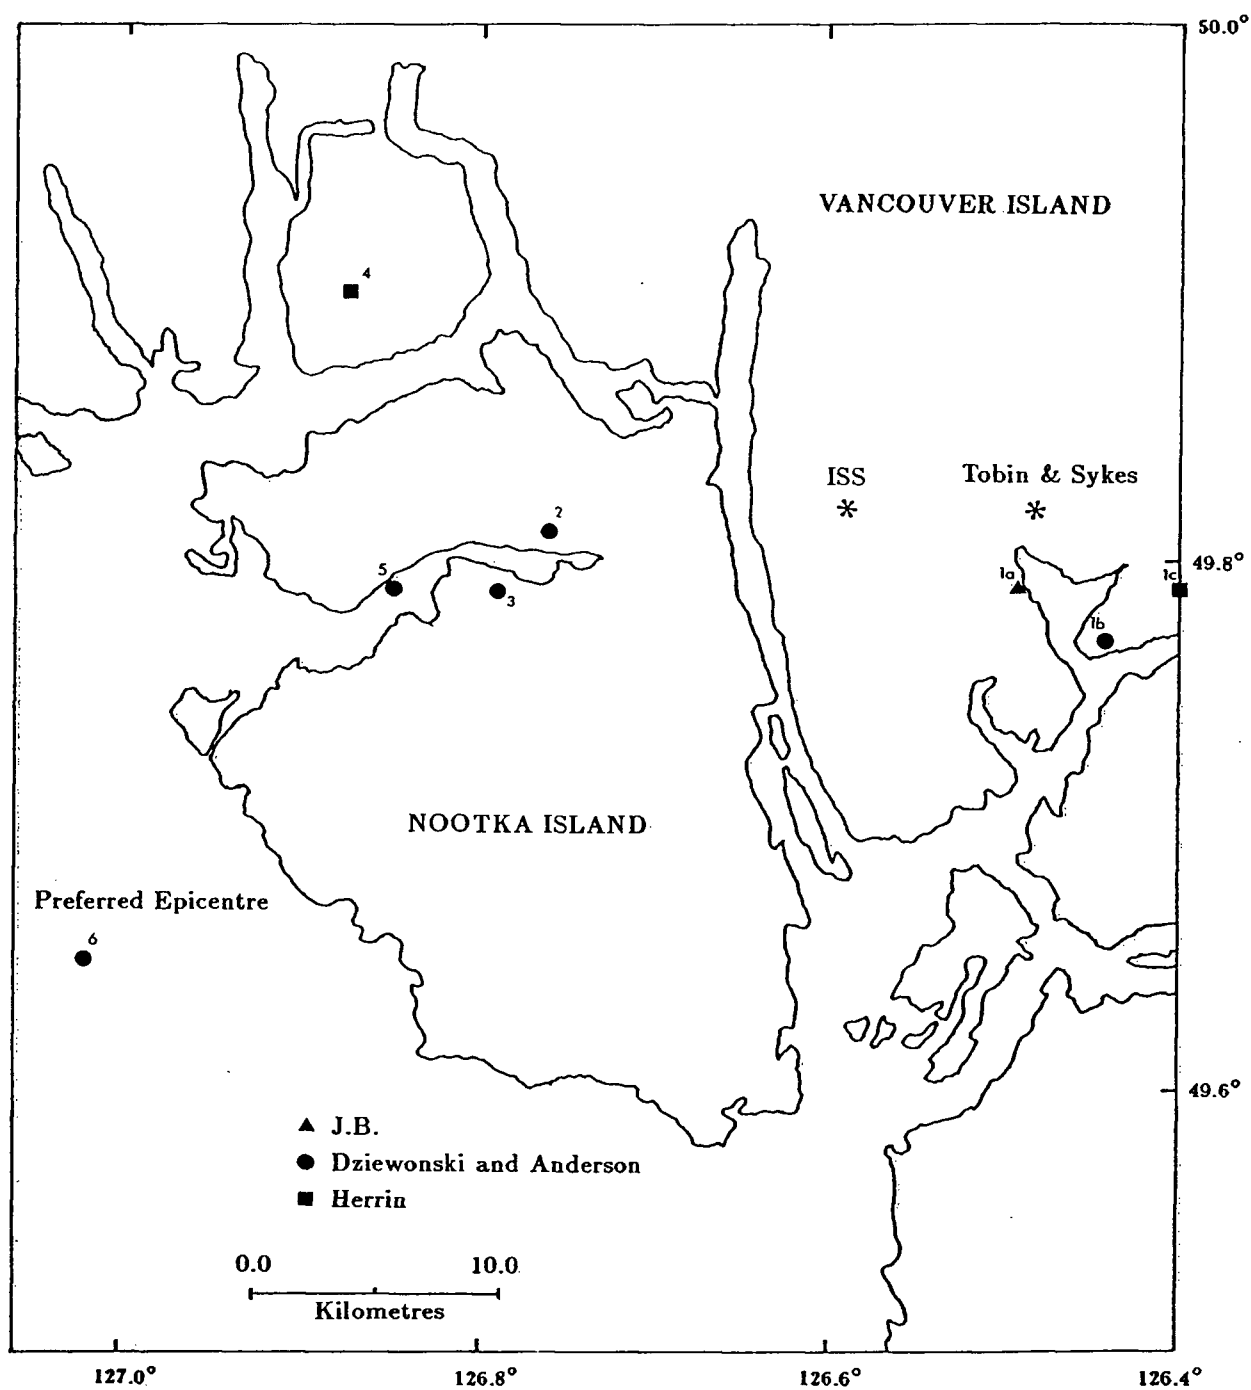 50.0°
VANCOUVER ISLAND
4
ISS
Tobin & Sykes
2
49.8°
5
3
1a
1c
1b
NOOTKA ISLAND
Preferred Epicentre
6
49.6°
J.B.
Dziewonski and Anderson
Herrin
0.0 10.0
Kilometres
127.0° 126.8° 126.6° 126.4°